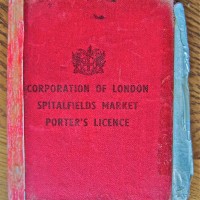 CORPORATION OF LONDON
SPITALFIELDS MARKET
PORTER'S LICENCE